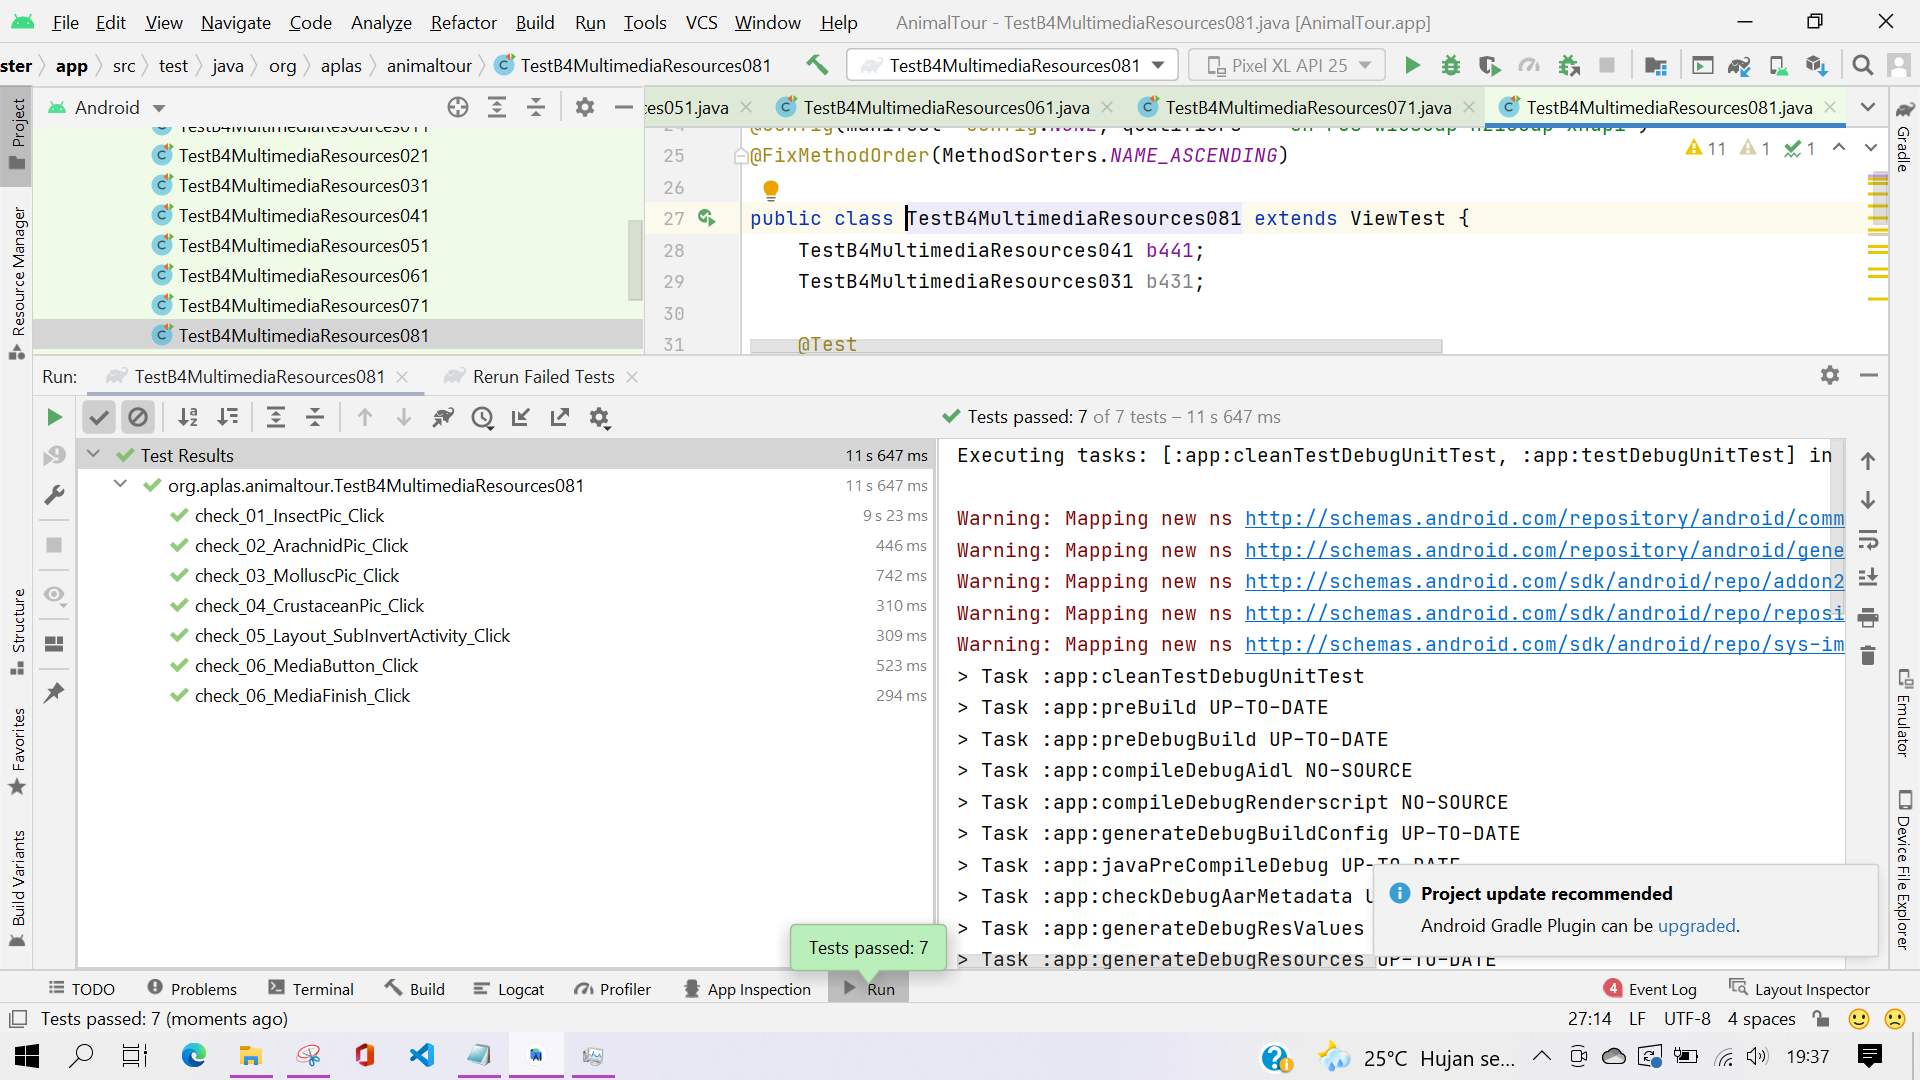 File Edit View Navigate Code Analyze Refactor Build Run Tools VCS Window Help AnimalTour - TestB4MultimediaResources081.java [AnimalTour.app]
ster app src test java org aplas animaltour TestB4MultimediaResources081 TestB4MultimediaResources081 Pixel XL API 25
Android
ces051.java TestB4MultimediaResources061.java TestB4MultimediaResources071.java TestB4MultimediaResources081.java
Project
Resource Manager
Structure
Favorites
Build Variants
TestB4MultimediaResources011
TestB4MultimediaResources021
TestB4MultimediaResources031
TestB4MultimediaResources041
TestB4MultimediaResources051
TestB4MultimediaResources061
TestB4MultimediaResources071
TestB4MultimediaResources081
25 @FixMethodOrder(MethodSorters.NAME_ASCENDING)
11 1 1
26
27 public class TestB4MultimediaResources081 extends ViewTest {
28 TestB4MultimediaResources041 b441;
29 TestB4MultimediaResources031 b431;
30
31 @Test
Run: TestB4MultimediaResources081 Rerun Failed Tests
Tests passed: 7 of 7 tests – 11 s 647 ms
Test Results 11 s 647 ms
org.aplas.animaltour.TestB4MultimediaResources081 11 s 647 ms
check_01_InsectPic_Click 9 s 23 ms
check_02_ArachnidPic_Click 446 ms
check_03_MolluscPic_Click 742 ms
check_04_CrustaceanPic_Click 310 ms
check_05_Layout_SubInvertActivity_Click 309 ms
check_06_MediaButton_Click 523 ms
check_06_MediaFinish_Click 294 ms
Executing tasks: [:app:cleanTestDebugUnitTest, :app:testDebugUnitTest] in
Warning: Mapping new ns http://schemas.android.com/repository/android/comm
Warning: Mapping new ns http://schemas.android.com/repository/android/gene
Warning: Mapping new ns http://schemas.android.com/sdk/android/repo/addon2
Warning: Mapping new ns http://schemas.android.com/sdk/android/repo/reposi
Warning: Mapping new ns http://schemas.android.com/sdk/android/repo/sys-im
> Task :app:cleanTestDebugUnitTest
> Task :app:preBuild UP-TO-DATE
> Task :app:preDebugBuild UP-TO-DATE
> Task :app:compileDebugAidl NO-SOURCE
> Task :app:compileDebugRenderscript NO-SOURCE
> Task :app:generateDebugBuildConfig UP-TO-DATE
> Task :app:javaPreCompileDebug UP-TO-DATE
> Task :app:checkDebugAarMetadata U
> Task :app:generateDebugResValues
> Task :app:generateDebugResources UP-TO-DATE
Project update recommended
Android Gradle Plugin can be upgraded.
Tests passed: 7
Gradle
Emulator
Device File Explorer
TODO Problems Terminal Build Logcat Profiler App Inspection Run 4 Event Log Layout Inspector
Tests passed: 7 (moments ago) 27:14 LF UTF-8 4 spaces
25°C Hujan se... 19:37